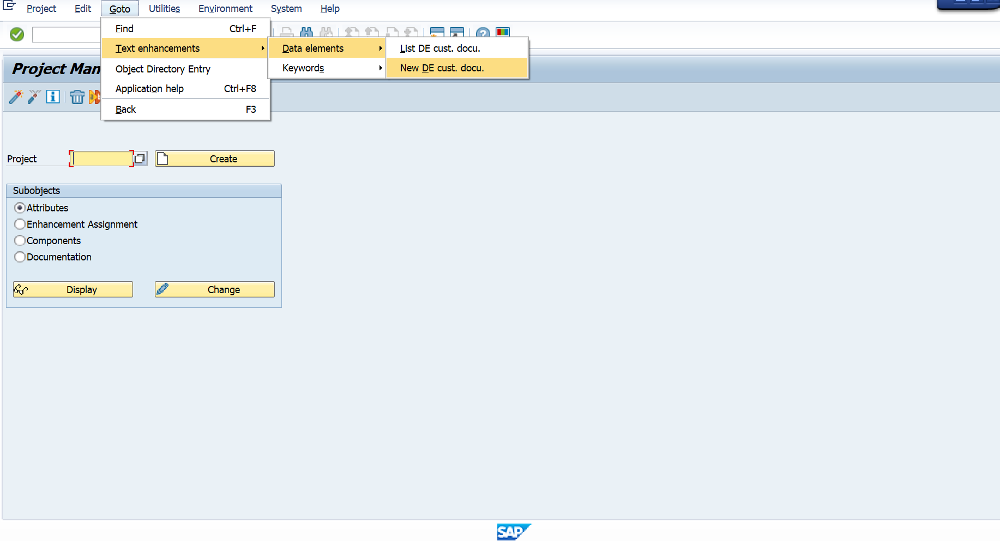 Project Edit Goto Utilities Environment System Help
Find Ctrl+F
Text enhancements
Object Directory Entry
Application help Ctrl+F8
Back F3
Data elements
Keywords
List DE cust. docu.
New DE cust. docu.
Project Man
Project
Create
Subobjects
Attributes
Enhancement Assignment
Components
Documentation
Display
Change
SAP